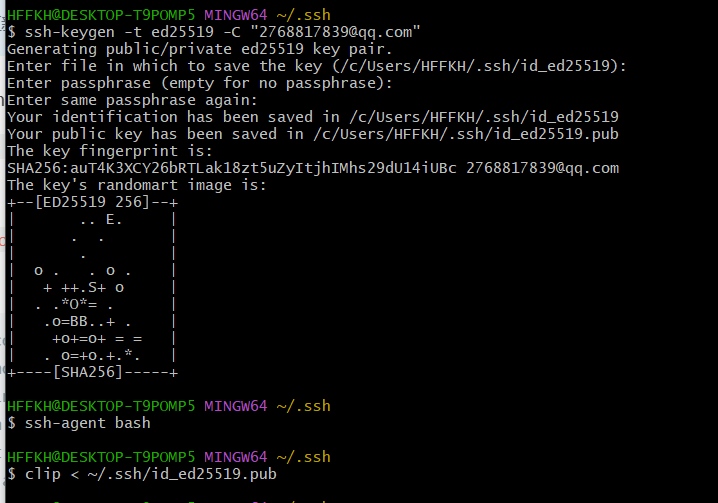 HFFKH@DESKTOP-T9POMP5 MINGW64 ~/.ssh
$ ssh-keygen -t ed25519 -C "2768817839@qq.com"
Generating public/private ed25519 key pair.
Enter file in which to save the key (/c/Users/HFFKH/.ssh/id_ed25519):
Enter passphrase (empty for no passphrase):
Enter same passphrase again:
Your identification has been saved in /c/Users/HFFKH/.ssh/id_ed25519
Your public key has been saved in /c/Users/HFFKH/.ssh/id_ed25519.pub
The key fingerprint is:
SHA256:auT4K3XCY26bRTLak18zt5uZyItjhIMhs29dU14iUBc 2768817839@qq.com
The key's randomart image is:
+--[ED25519 256]--+
|       .. E.     |
|      .  .       |
|       .         |
|  o .   . o .    |
|   + ++.S+ o     |
|  . .*O*= .      |
|   .o=BB..+ .    |
|    +o+=o+ = =   |
|   . o=+o.+.*.   |
+----[SHA256]-----+
HFFKH@DESKTOP-T9POMP5 MINGW64 ~/.ssh
$ ssh-agent bash
HFFKH@DESKTOP-T9POMP5 MINGW64 ~/.ssh
$ clip < ~/.ssh/id_ed25519.pub